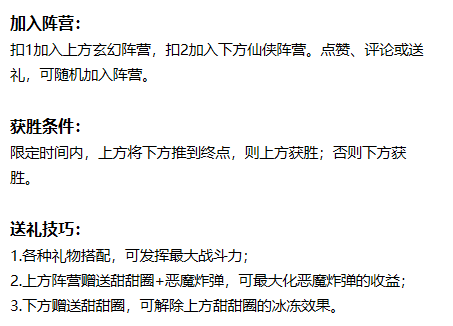 加入阵营：
扣1加入上方玄幻阵营，扣2加入下方仙侠阵营。点赞、评论或送
礼，可随机加入阵营。
获胜条件：
限定时间内，上方将下方推到终点，则上方获胜；否则下方获
胜。
送礼技巧：
1.各种礼物搭配，可发挥最大战斗力；
2.上方阵营赠送甜甜圈+恶魔炸弹，可最大化恶魔炸弹的收益；
3.下方赠送甜甜圈，可解除上方甜甜圈的冰冻效果。